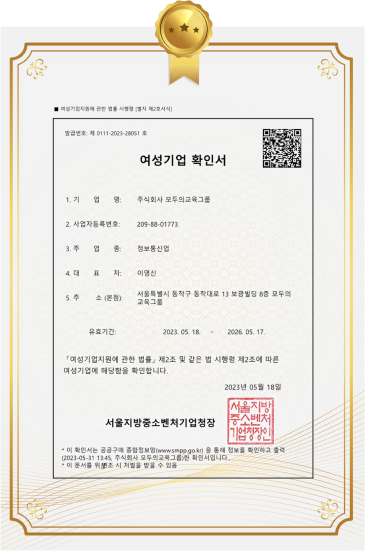 ■ 여성기업지원에 관한 법률 시행령 [별지 제2호서식]
발급번호: 제 0111-2023-28051 호
여성기업 확인서
1. 기 업 명: 주식회사 모두의교육그룹
2. 사업자등록번호: 209-88-01773
3. 주 업 종: 정보통신업
4. 대 표 자: 이영신
5. 주 소 (본점): 서울특별시 동작구 동작대로 13 보광빌딩 8층 모두의
교육그룹
유효기간: 2023. 05. 18. ~ 2026. 05. 17.
「여성기업지원에 관한 법률」제2조 및 같은 법 시행령 제2조에 따른
여성기업에 해당함을 확인합니다.
2023년 05월 18일
서울지방중소벤처기업청장
서울지방
중소벤처
기업청장인
* 이 확인서는 공공구매 종합정보망(www.smpp.go.kr) 을 통해 정보를 확인하고 출력
(2023-05-31 13:45, 주식회사 모두의교육그룹)한 확인서입니다.
* 이 문서를 위변조 시 처벌을 받을 수 있음